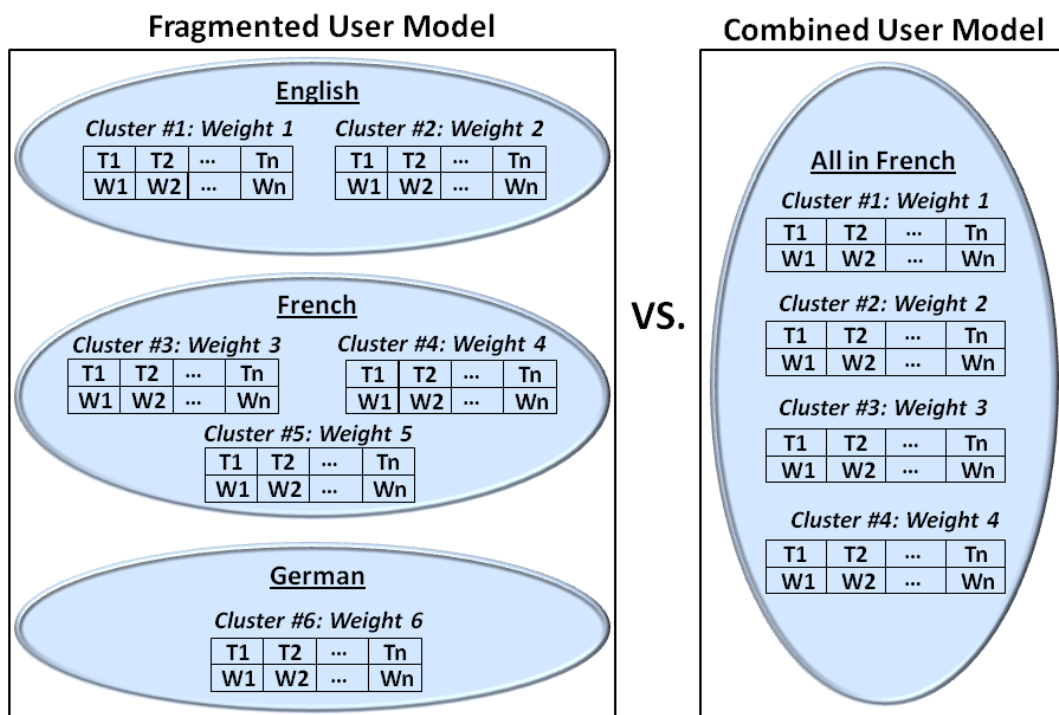 Fragmented User Model
English
Cluster #1: Weight 1
T1 T2 ... Tn
W1 W2 ... Wn
Cluster #2: Weight 2
T1 T2 ... Tn
W1 W2 ... Wn
French
Cluster #3: Weight 3
T1 T2 ... Tn
W1 W2 ... Wn
Cluster #4: Weight 4
T1 T2 ... Tn
W1 W2 ... Wn
Cluster #5: Weight 5
T1 T2 ... Tn
W1 W2 ... Wn
German
Cluster #6: Weight 6
T1 T2 ... Tn
W1 W2 ... Wn
VS.
Combined User Model
All in French
Cluster #1: Weight 1
T1 T2 ... Tn
W1 W2 ... Wn
Cluster #2: Weight 2
T1 T2 ... Tn
W1 W2 ... Wn
Cluster #3: Weight 3
T1 T2 ... Tn
W1 W2 ... Wn
Cluster #4: Weight 4
T1 T2 ... Tn
W1 W2 ... Wn